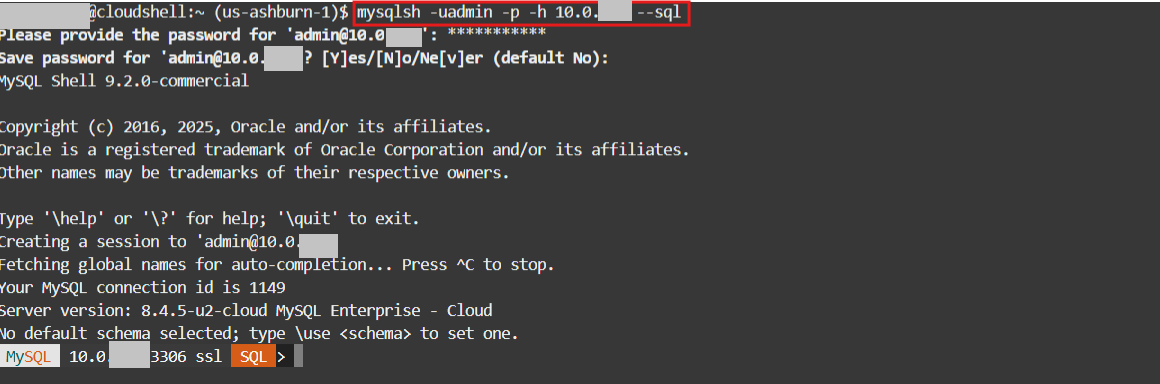 @cloudshell:~ (us-ashburn-1)$ mysqlsh -uadmin -p -h 10.0. --sql
Please provide the password for 'admin@10.0 ': ***********
Save password for 'admin@10.0. ? [Y]es/[N]o/Ne[v]er (default No):
MySQL Shell 9.2.0-commercial
Copyright (c) 2016, 2025, Oracle and/or its affiliates.
Oracle is a registered trademark of Oracle Corporation and/or its affiliates.
Other names may be trademarks of their respective owners.
Type '\help' or '\?' for help; '\quit' to exit.
Creating a session to 'admin@10.0.
Fetching global names for auto-completion... Press ^C to stop.
Your MySQL connection id is 1149
Server version: 8.4.5-u2-cloud MySQL Enterprise - Cloud
No default schema selected; type \use <schema> to set one.
MySQL 10.0. 3306 ssl SQL >